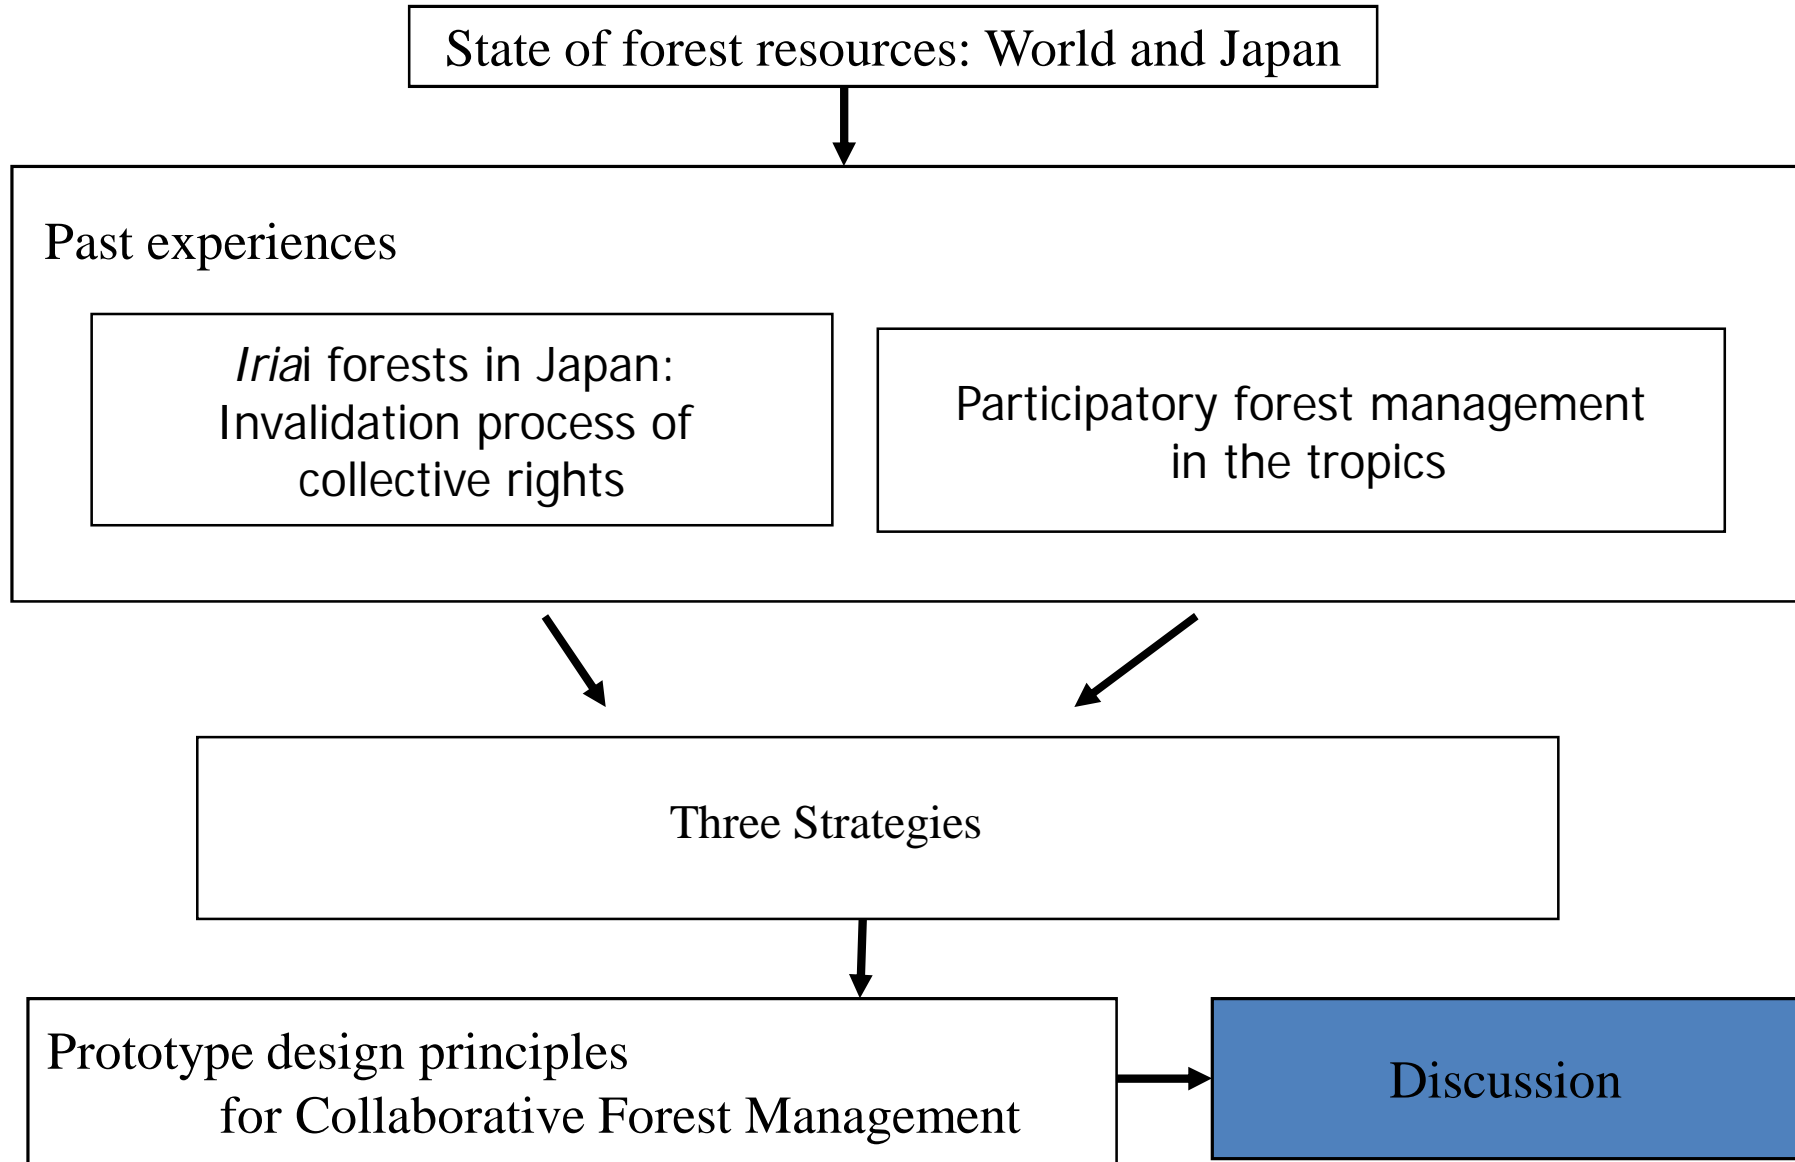 State of forest resources: World and Japan
Past experiences
Iriai forests in Japan:
Invalidation process of
collective rights
Participatory forest management
in the tropics
Three Strategies
Prototype design principles
for Collaborative Forest Management
Discussion